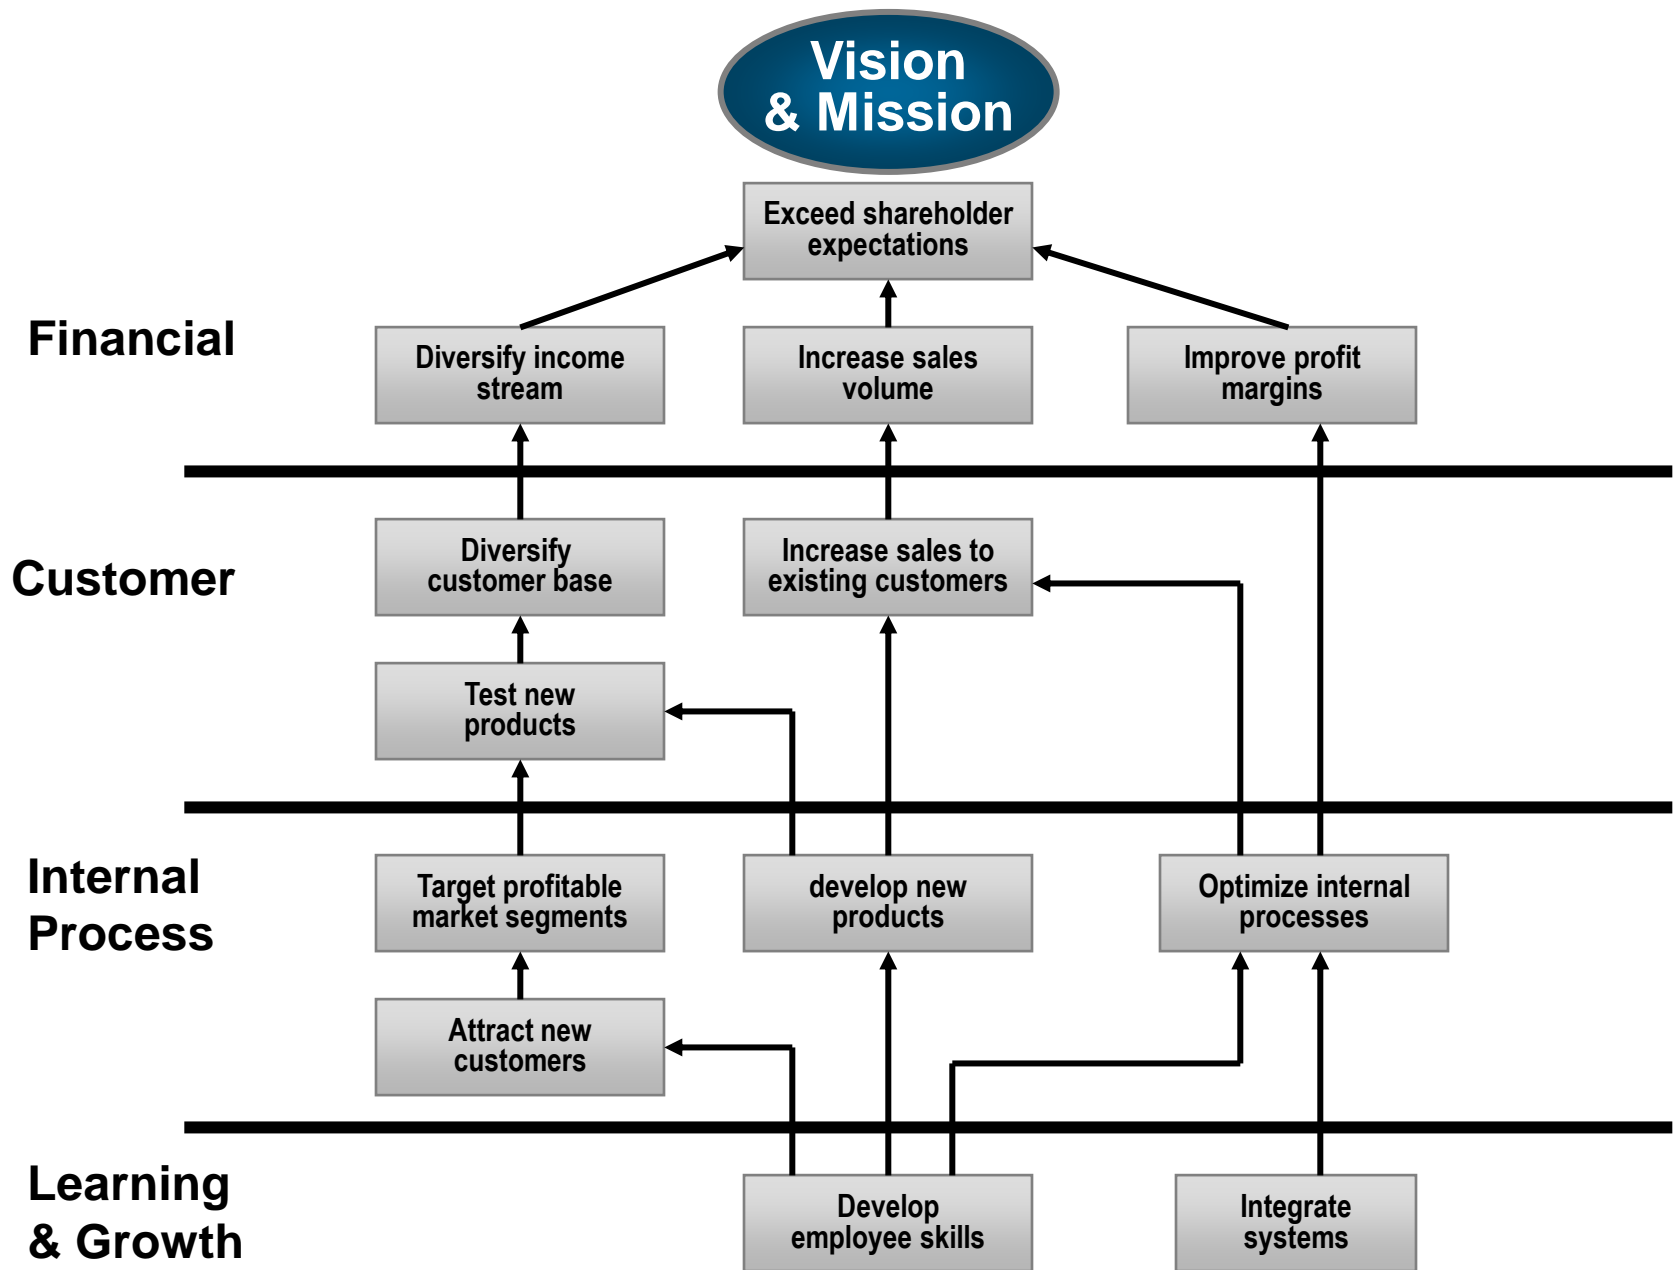 Vision
& Mission
Exceed shareholder
expectations
Financial
Diversify income
stream
Increase sales
volume
Improve profit
margins
Customer
Diversify
customer base
Increase sales to
existing customers
Test new
products
Internal
Process
Target profitable
market segments
develop new
products
Optimize internal
processes
Attract new
customers
Learning
& Growth
Develop
employee skills
Integrate
systems